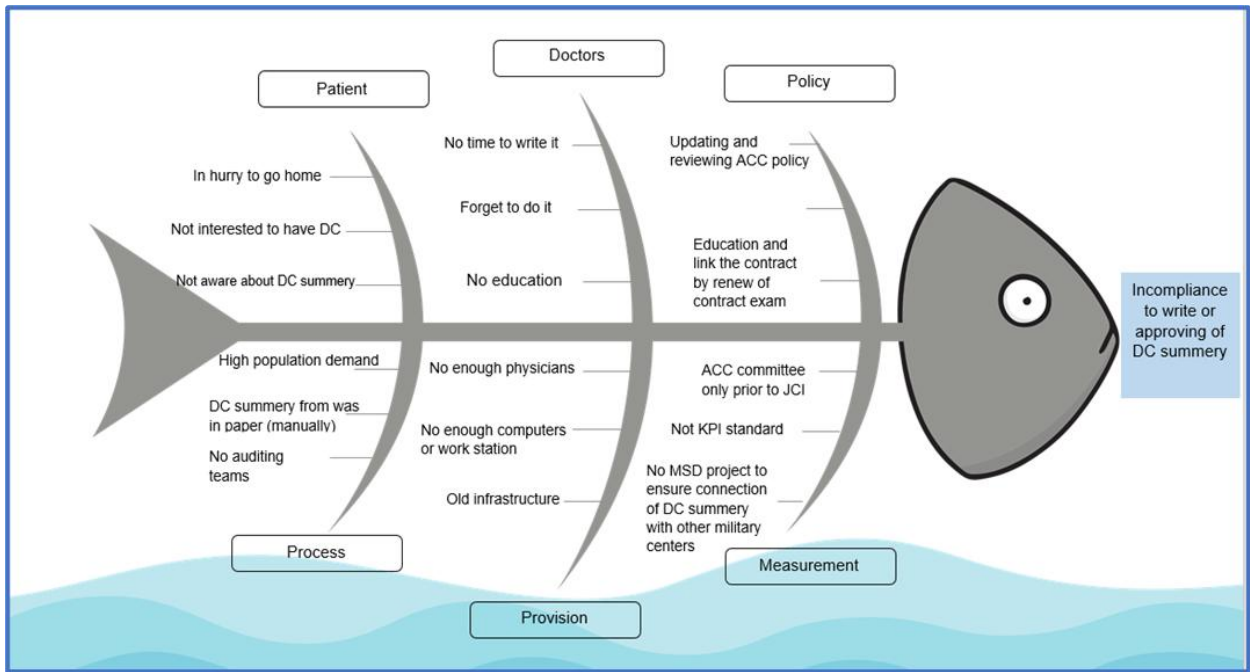 Patient
Doctors
Policy
In hurry to go home
Not interested to have DC
Not aware about DC summery
No time to write it
Forget to do it
No education
Updating and
reviewing ACC policy
Education and
link the contract
by renew of
contract exam
High population demand
DC summery from was
in paper (manually)
No auditing
teams
No enough physicians
No enough computers
or work station
Old infrastructure
ACC committee
only prior to JCI
Not KPI standard
No MSD project to
ensure connection
of DC summery
with other military
centers
Process
Provision
Measurement
Incompliance
to write or
approving of
DC summery